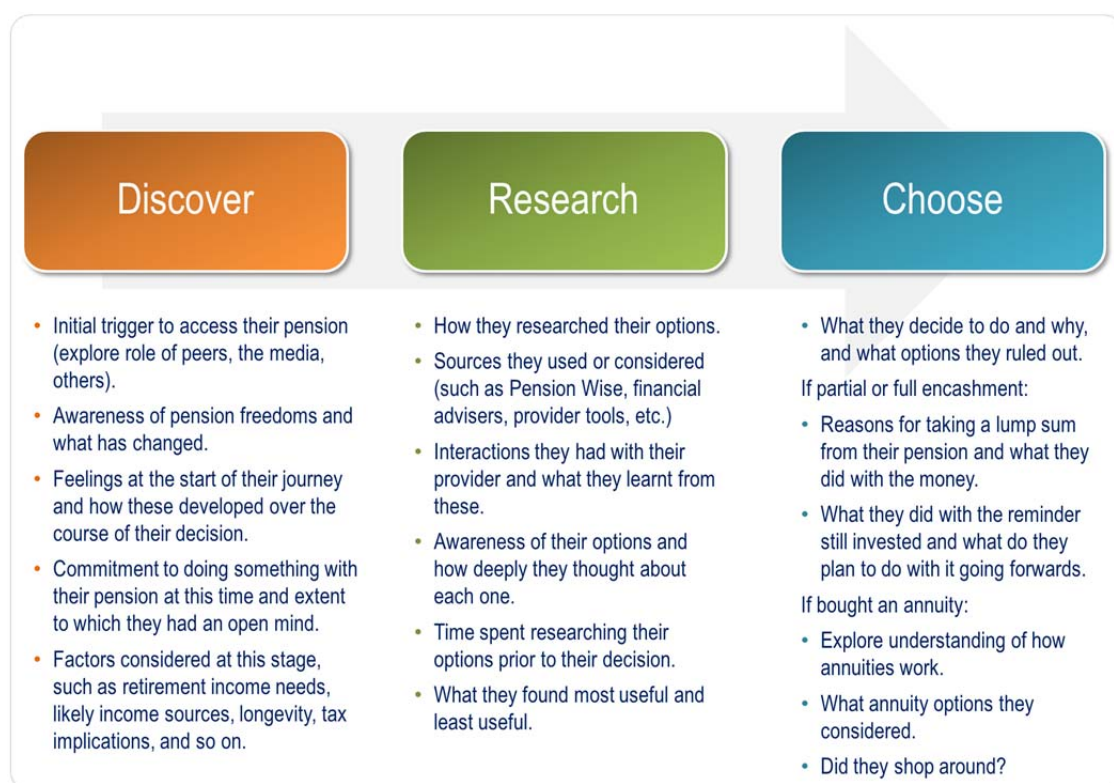 Discover
Research
Choose
• Initial trigger to access their pension
(explore role of peers, the media,
others).
• Awareness of pension freedoms and
what has changed.
• Feelings at the start of their journey
and how these developed over the
course of their decision.
• Commitment to doing something with
their pension at this time and extent
to which they had an open mind.
• Factors considered at this stage,
such as retirement income needs,
likely income sources, longevity, tax
implications, and so on.
• How they researched their options.
• Sources they used or considered
(such as Pension Wise, financial
advisers, provider tools, etc.)
• Interactions they had with their
provider and what they learnt from
these.
• Awareness of their options and
how deeply they thought about
each one.
• Time spent researching their
options prior to their decision.
• What they found most useful and
least useful.
• What they decide to do and why,
and what options they ruled out.
If partial or full encashment:
• Reasons for taking a lump sum
from their pension and what they
did with the money.
• What they did with the reminder
still invested and what do they
plan to do with it going forwards.
If bought an annuity:
• Explore understanding of how
annuities work.
• What annuity options they
considered.
• Did they shop around?